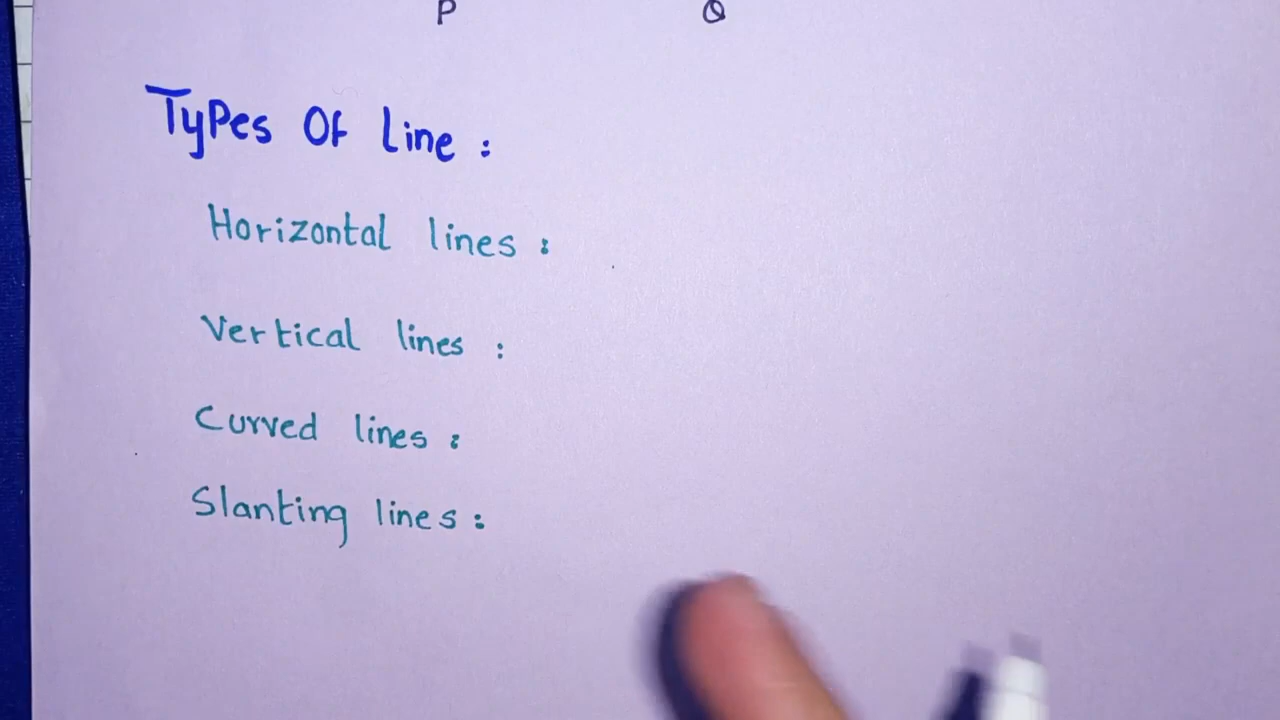 P Q
Types Of Line :
Horizontal lines :
Vertical lines :
Curved lines :
Slanting lines :